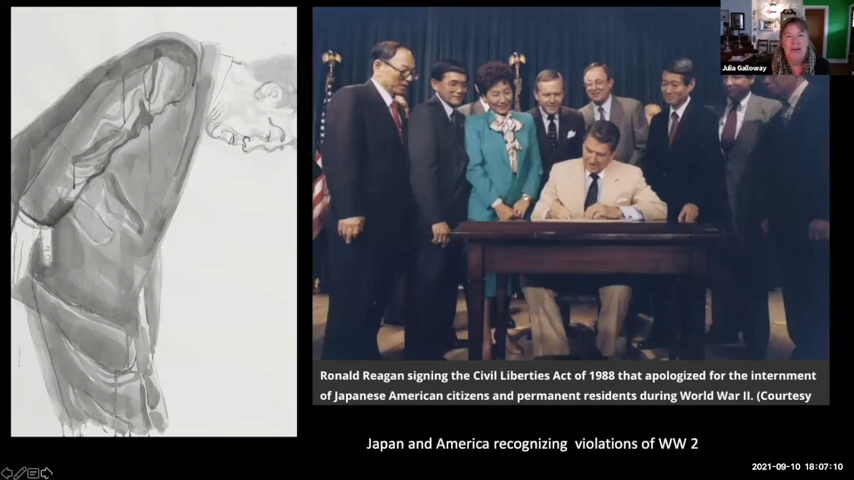 Julia Galloway
Ronald Reagan signing the Civil Liberties Act of 1988 that apologized for the internment
of Japanese American citizens and permanent residents during World War II. (Courtesy
Japan and America recognizing violations of WW 2
2021-09-10 18:07:10